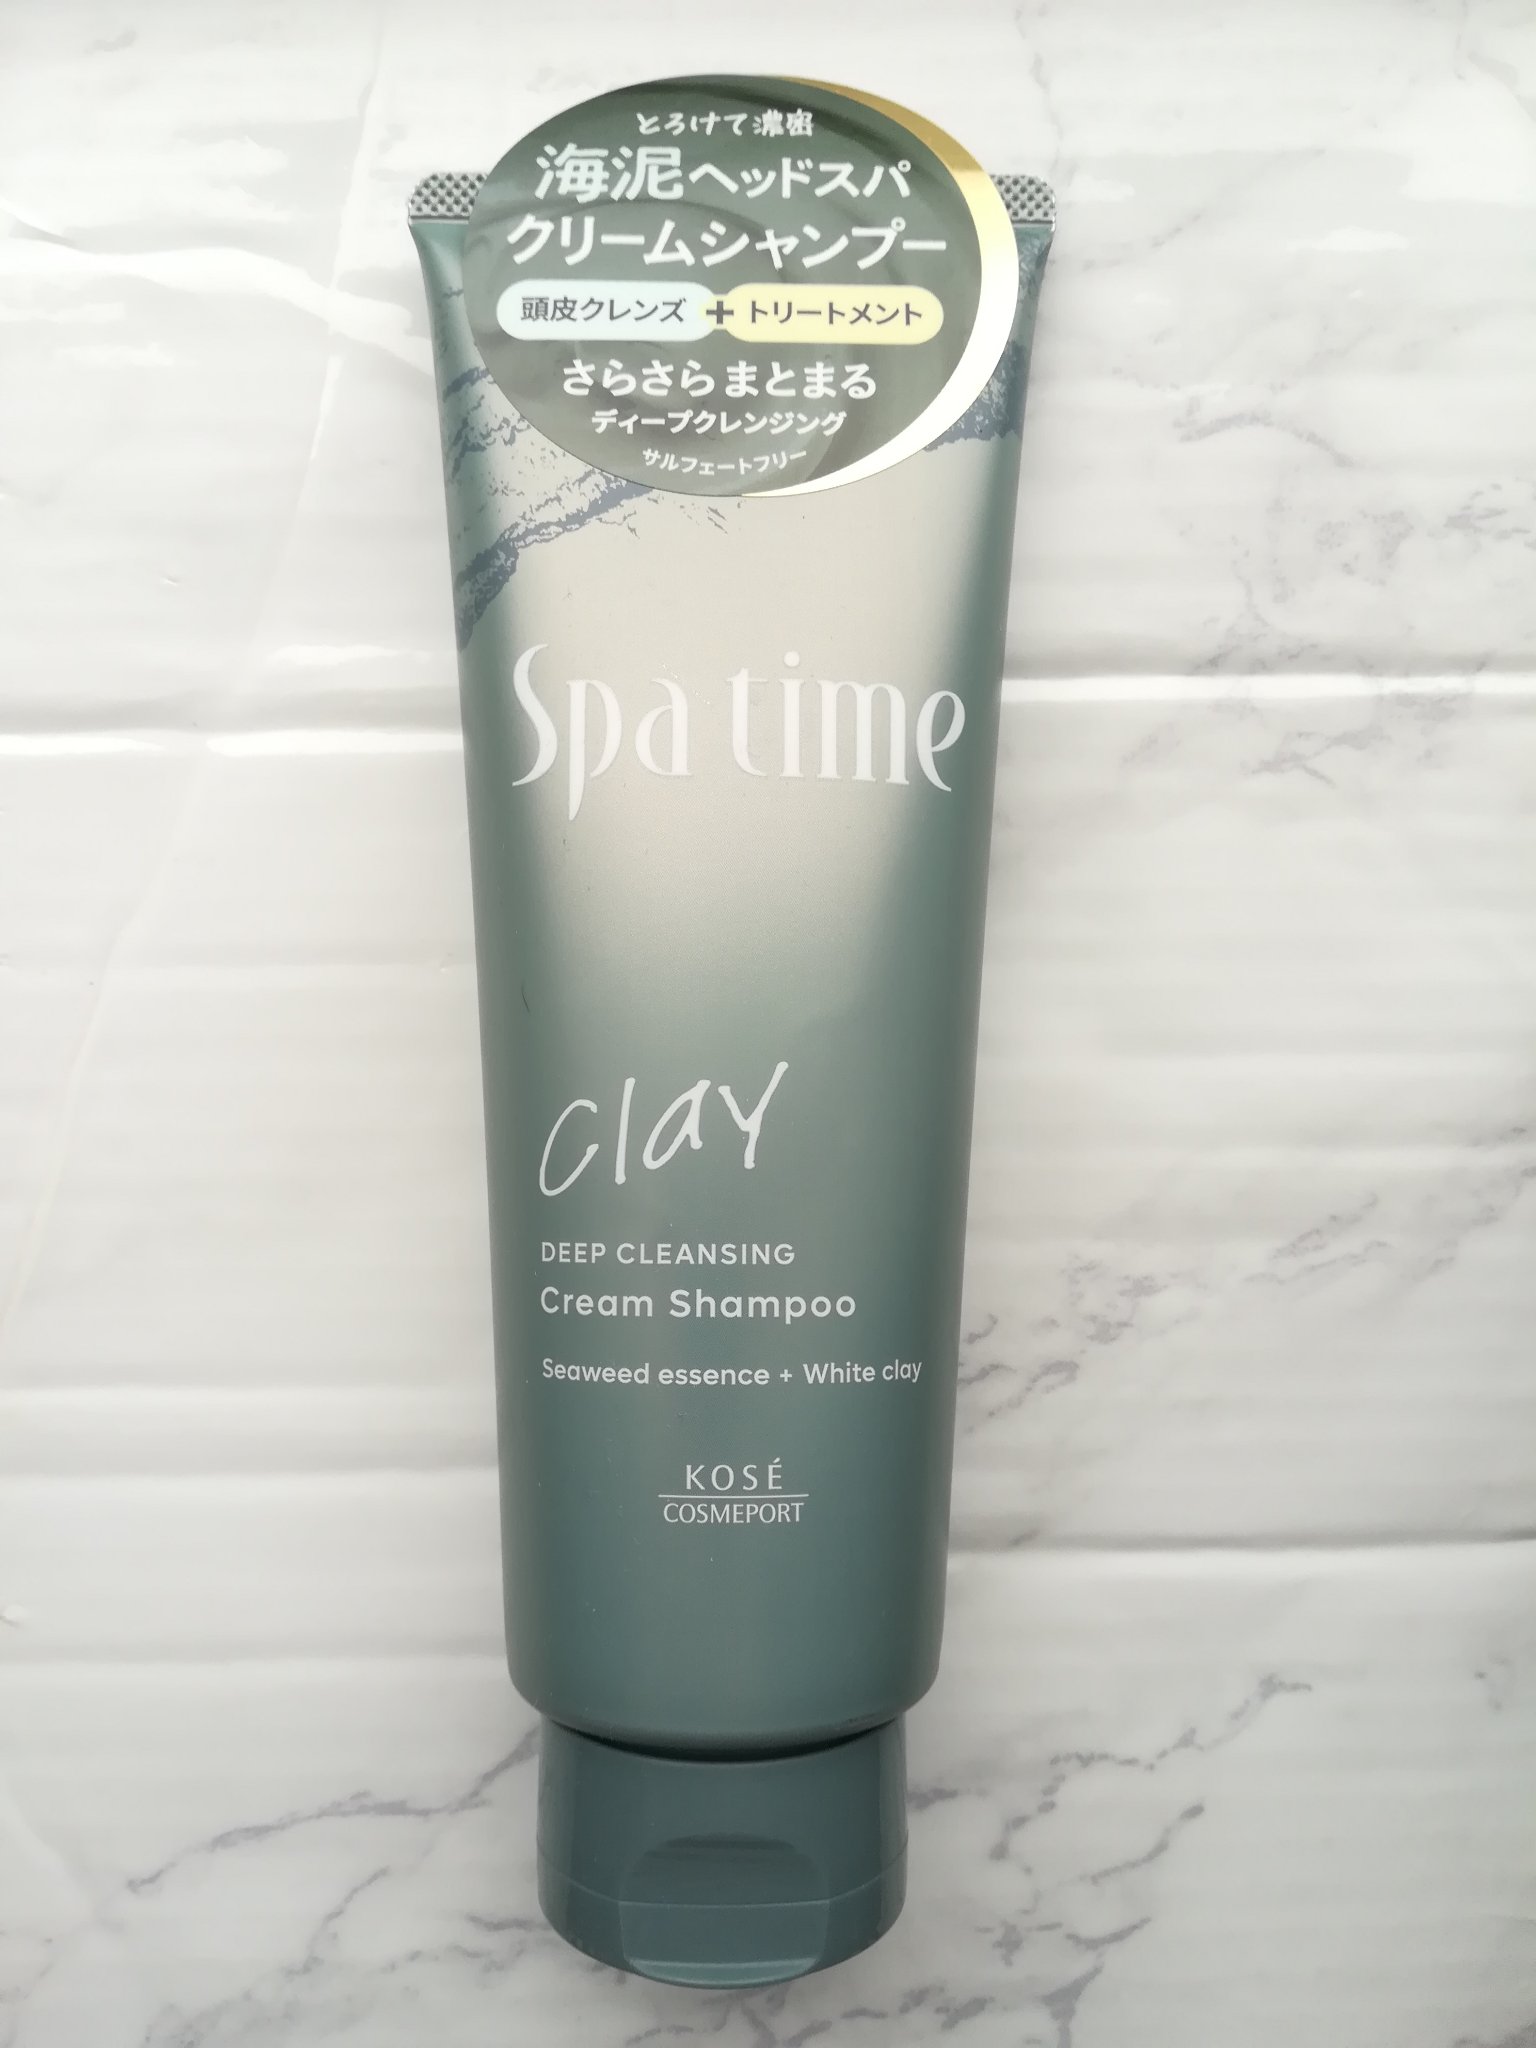 とろけて濃密
海泥ヘッドスパ
クリームシャンプー
頭皮クレンズ+トリートメント
さらさらまとまる
ディープクレンジング
サルフェートフリー
Spa time
clay
DEEP CLEANSING
Cream Shampoo
Seaweed essence + White clay
KOSÉ
COSMEPORT